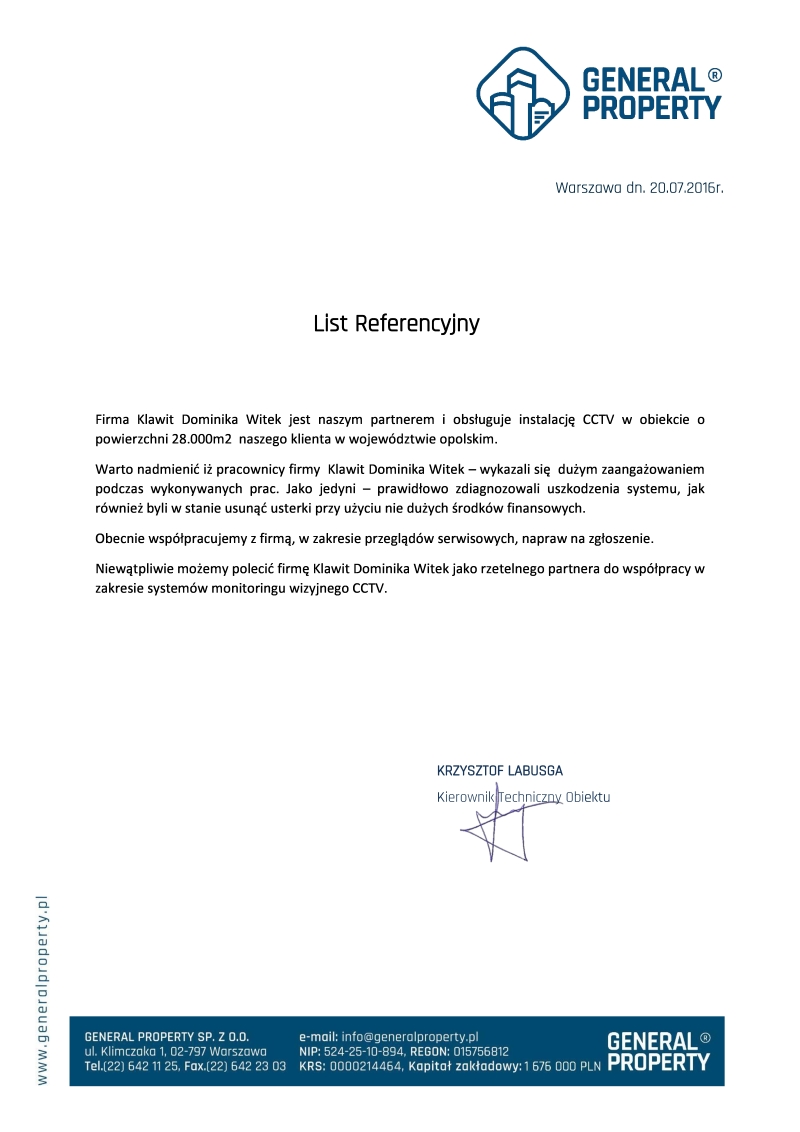 GENERAL ®
PROPERTY
Warszawa dn. 20.07.2016r.
List Referencyjny
Firma Klawit Dominika Witek jest naszym partnerem i obsługuje instalację CCTV w obiekcie o
powierzchni 28.000m2 naszego klienta w województwie opolskim.
Warto nadmienić iż pracownicy firmy Klawit Dominika Witek – wykazali się dużym zaangażowaniem
podczas wykonywanych prac. Jako jedyni – prawidłowo zdiagnozowali uszkodzenia systemu, jak
również byli w stanie usunąć usterki przy użyciu nie dużych środków finansowych.
Obecnie współpracujemy z firmą, w zakresie przeglądów serwisowych, napraw na zgłoszenie.
Niewątpliwie możemy polecić firmę Klawit Dominika Witek jako rzetelnego partnera do współpracy w
zakresie systemów monitoringu wizyjnego CCTV.
KRZYSZTOF LABUSGA
Kierownik Techniczny Obiektu
www.generalproperty.pl
GENERAL PROPERTY SP. Z O.O.
ul. Klimczaka 1, 02-797 Warszawa
Tel.(22) 642 11 25, Fax.(22) 642 23 03
e-mail: info@generalproperty.pl
NIP: 524-25-10-894, REGON: 015756812
KRS: 0000214464, Kapitał zakładowy: 1 676 000 PLN
GENERAL ®
PROPERTY